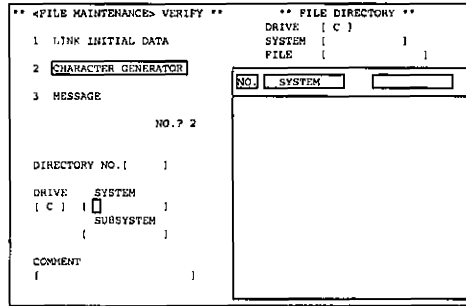 ** <FILE MAINTENANCE> VERIFY **
1 LINK INITIAL DATA
2 CHARACTER GENERATOR
3 MESSAGE
NO.? 2
DIRECTORY NO.[ ]
DRIVE SYSTEM
[ C ] [ ]
SUBSYSTEM
[ ]
COMMENT
[ ]
** FILE DIRECTORY **
DRIVE [ C ]
SYSTEM [ ]
FILE [ ]
NO. SYSTEM